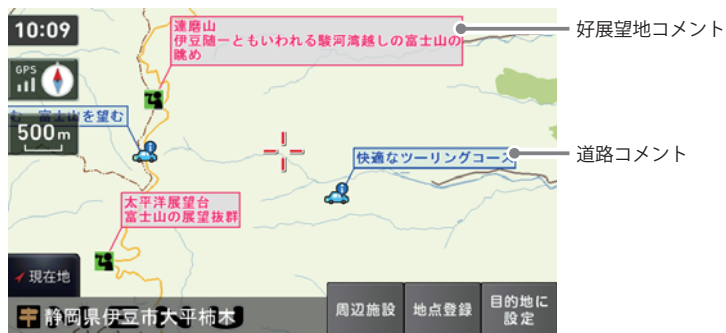 10:09
達磨山
伊豆随一ともいわれる駿河湾越しの富士山の
眺め
好展望地コメント
GPS
む 富士山を望む
500m
快適なツーリングコース
道路コメント
太平洋展望台
富士山の展望抜群
現在地
静岡県伊豆市大平柿木
周辺施設
地点登録
目的地に
設定